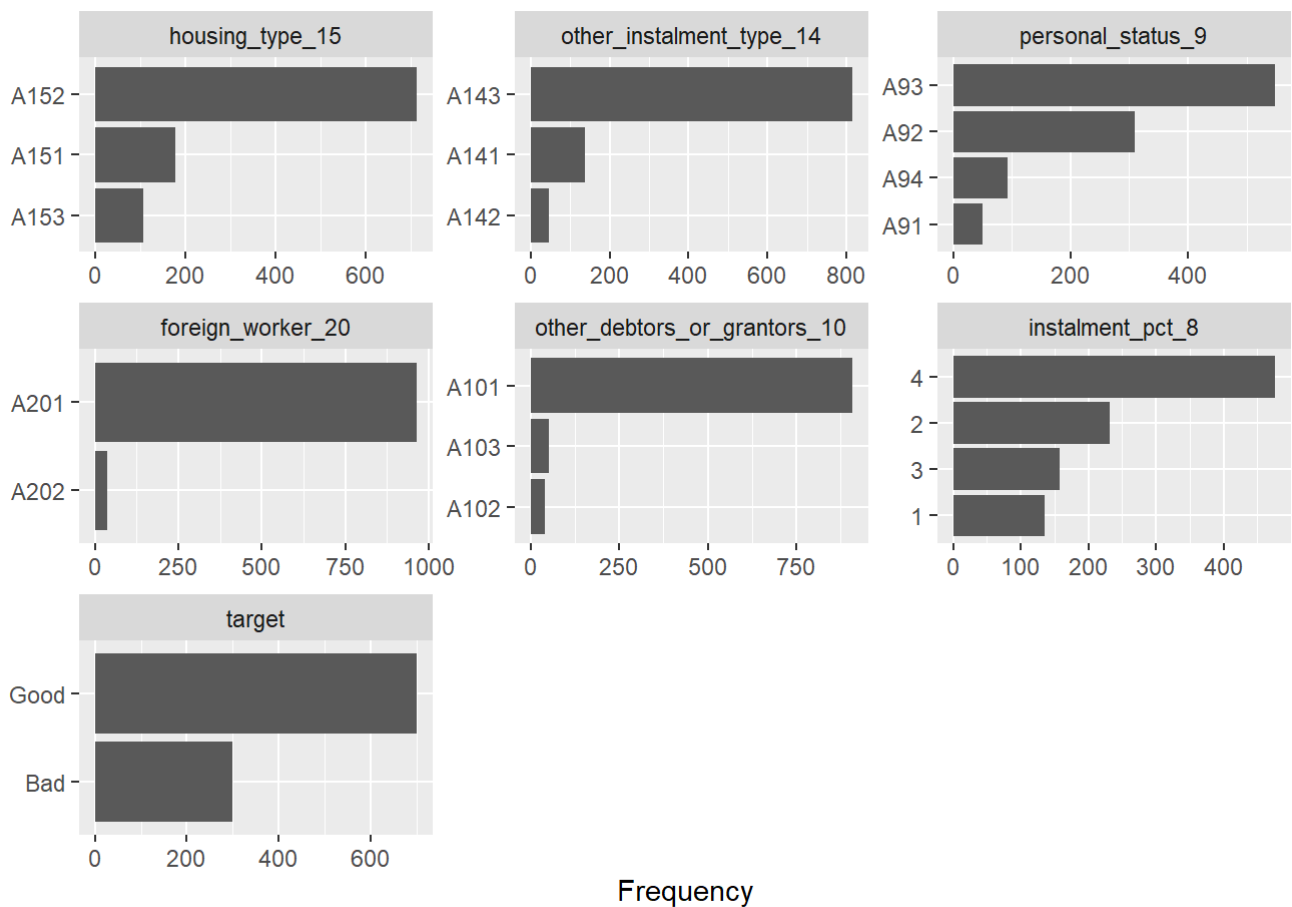 housing_type_15
A152
A151
A153
0 200 400 600
other_instalment_type_14
A143
A141
A142
0 200 400 600 800
personal_status_9
A93
A92
A94
A91
0 200 400
foreign_worker_20
A201
A202
0 250 500 750 1000
other_debtors_or_grantors_10
A101
A103
A102
0 250 500 750
instalment_pct_8
4
2
3
1
0 100 200 300 400
target
Good
Bad
0 200 400 600
Frequency